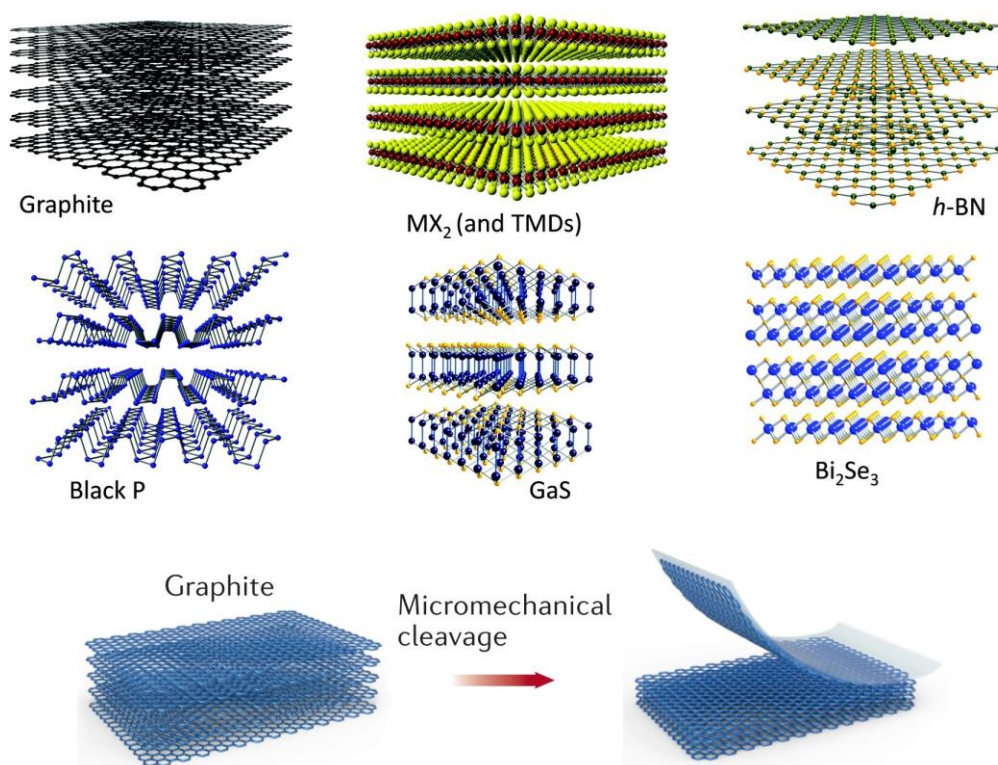 Graphite
MX₂ (and TMDs)
h-BN
Black P
GaS
Bi₂Se₃
Graphite
Micromechanical
cleavage